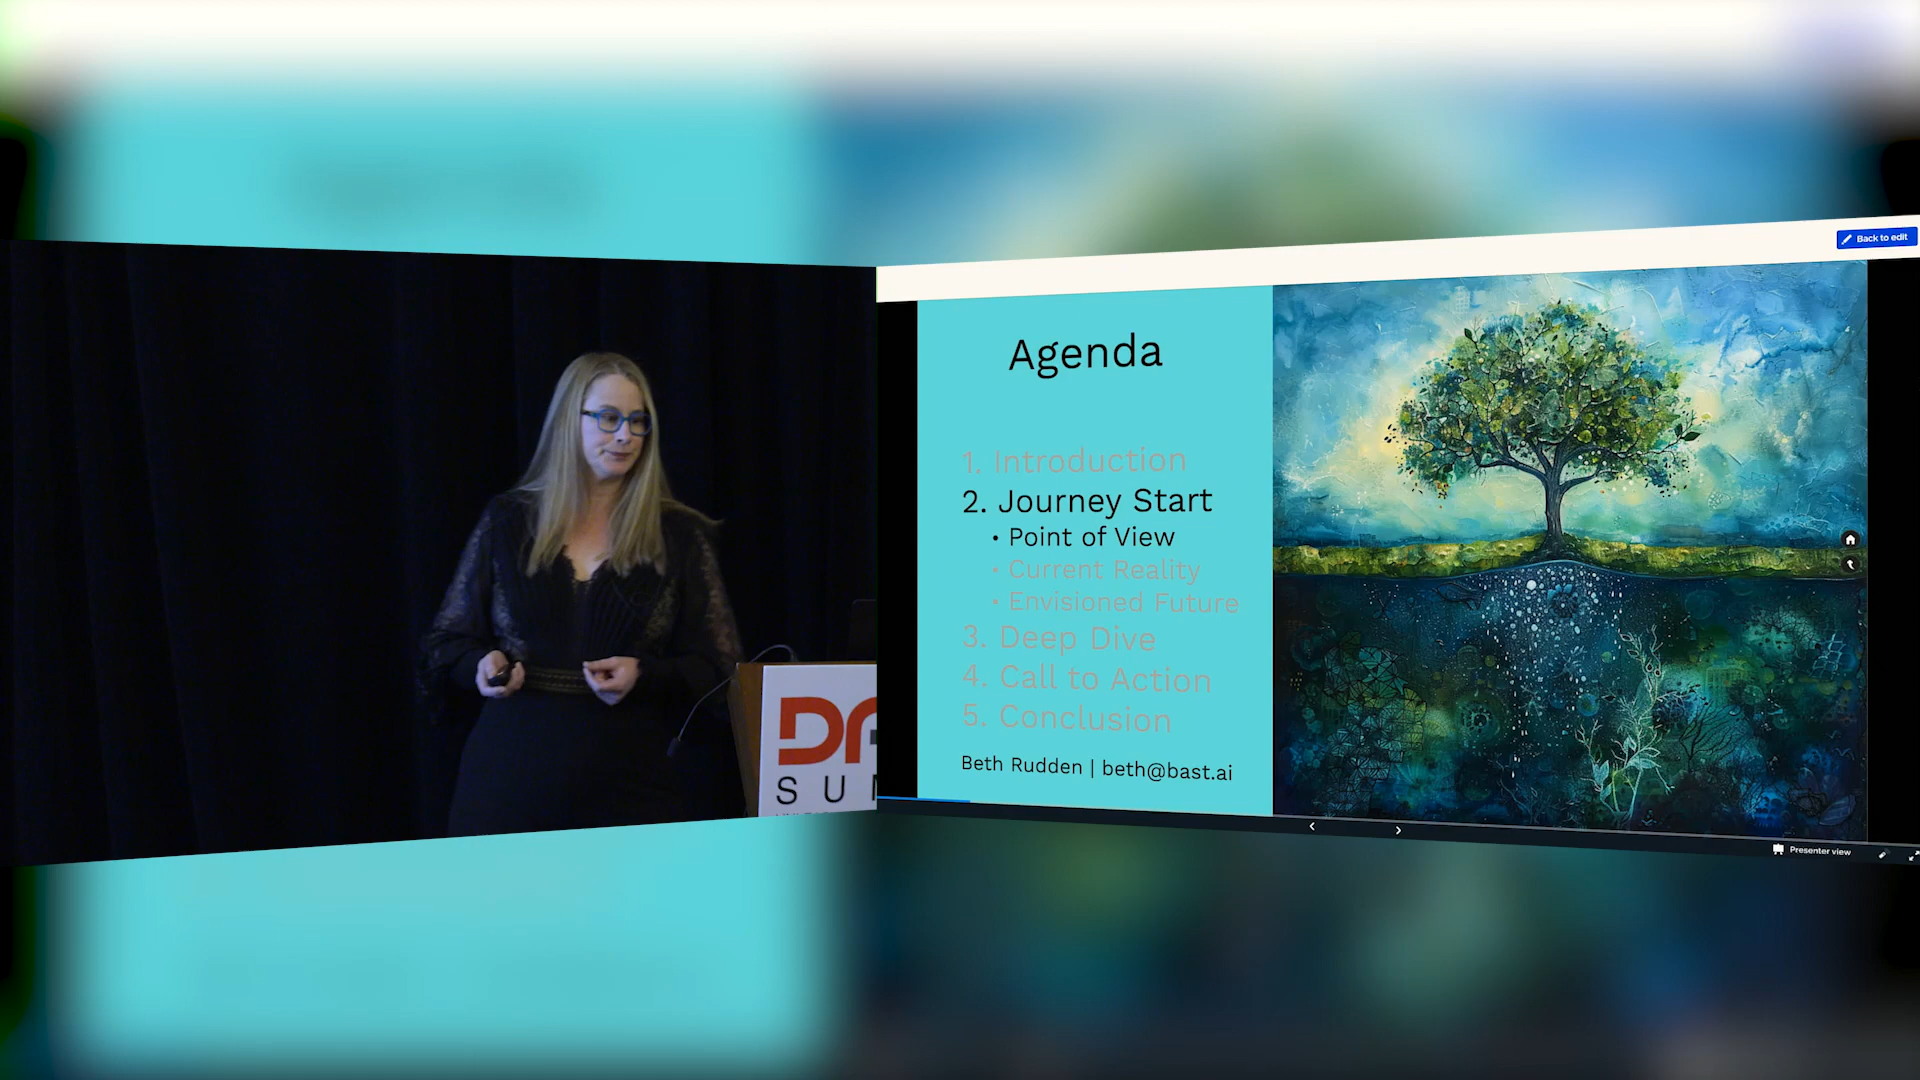 Back to edit
Agenda
1. Introduction
2. Journey Start
• Point of View
• Current Reality
• Envisioned Future
3. Deep Dive
4. Call to Action
5. Conclusion
Beth Rudden | beth@bast.ai
Presenter view